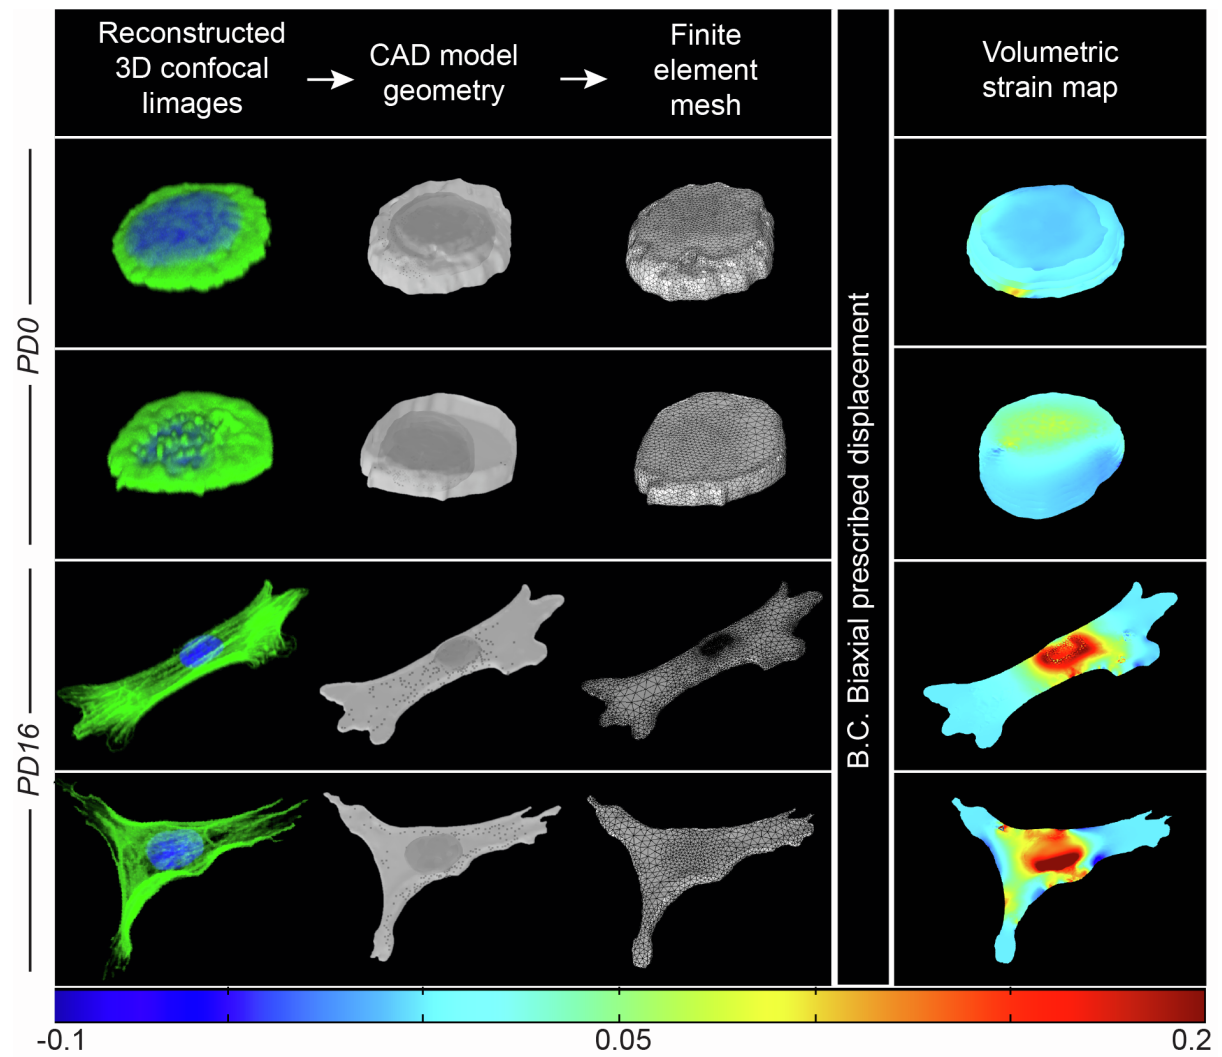 Reconstructed
3D confocal
limages
CAD model
geometry
Finite
element
mesh
Volumetric
strain map
PD0
PD16
B.C. Biaxial prescribed displacement
-0.1
0.05
0.2